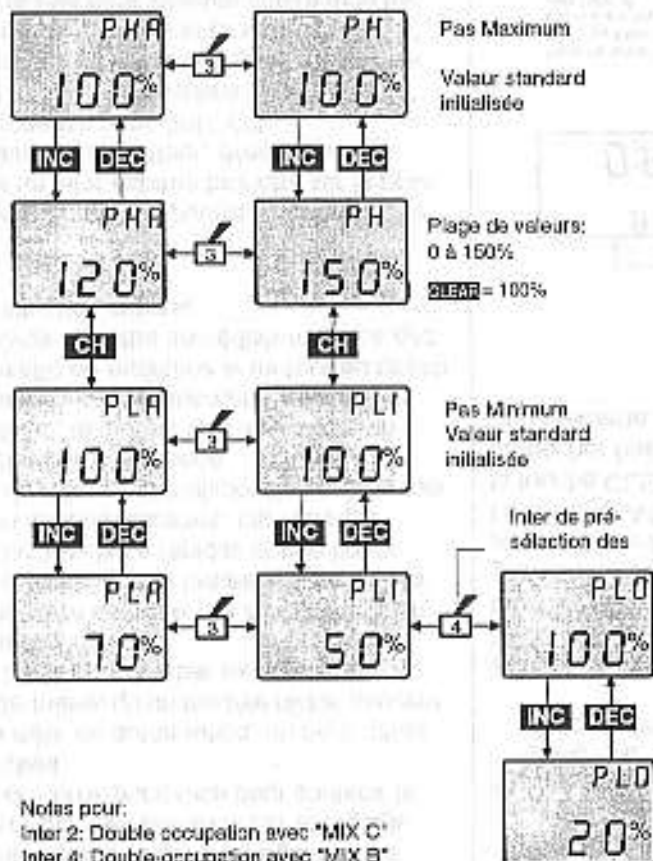 PHA
100%
3
PH
100%
Pas Maximum
Valeur standard
initialisée
INC DEC
INC DEC
PHA
120%
3
PH
150%
Plage de valeurs:
0 à 150%
CLEAR = 100%
CH
CH
PLA
100%
3
PLI
100%
Pas Minimum
Valeur standard
initialisée
INC DEC
INC DEC
Inter de pré-
sélection des
PLA
70%
3
PLI
50%
4
PLO
100%
INC DEC
PLO
20%
Notas pour:
Inter 2: Double occupation avec "MIX C"
Inter 4: Double-occupation avec "MIX B"